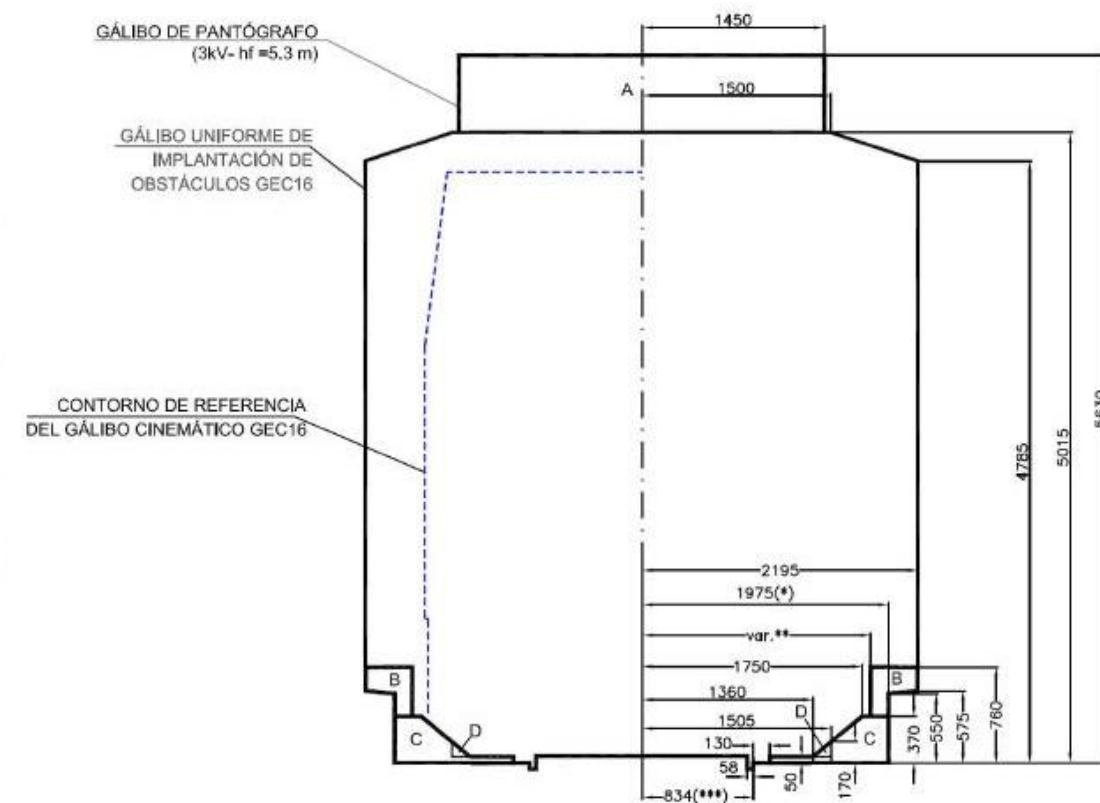 1450
GÁLIBO DE PANTÓGRAFO
(3kV- hf =5.3 m)
A
1500
GÁLIBO UNIFORME DE
IMPLANTACIÓN DE
OBSTÁCULOS GEC16
CONTORNO DE REFERENCIA
DEL GÁLIBO CINEMÁTICO GEC16
5630
5015
4785
2195
1975(*)
var.**
1750
B
B
1360
D
1505
C
D
C
130
58
50
170
370
550
575
760
834(***)